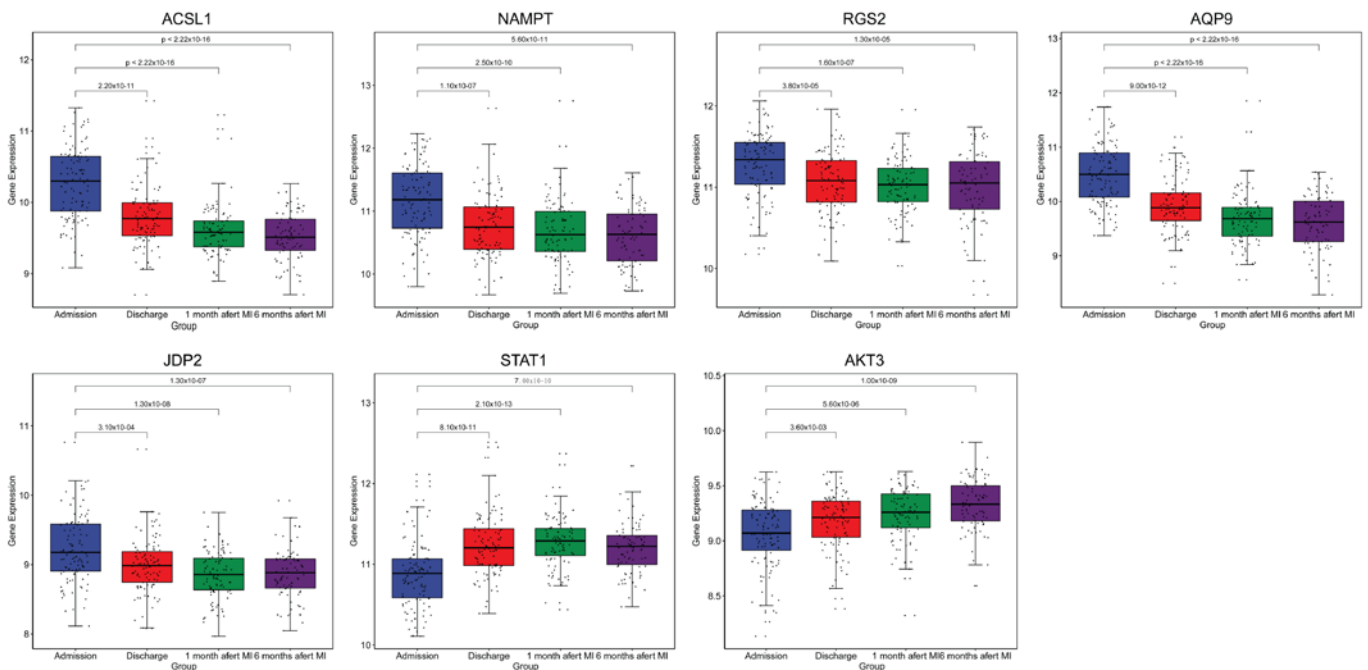 ACSL1
p < 2.22x10-16
p < 2.22x10-16
2.20x10-11
12
11
10
9
Gene Expression
Admission Discharge 1 month afert MI 6 months afert MI
Group
NAMPT
5.60x10-11
2.50x10-10
1.10x10-07
13
12
11
10
Gene Expression
Admission Discharge 1 month afert MI 6 months afert MI
Group
RGS2
1.30x10-05
1.60x10-07
3.80x10-05
12
11
10
Gene Expression
Admission Discharge 1 month afert MI 6 months afert MI
Group
AQP9
p < 2.22x10-16
p < 2.22x10-16
9.00x10-12
13
12
11
10
9
Gene Expression
Admission Discharge 1 month afert MI 6 months afert MI
Group
JDP2
1.30x10-07
1.30x10-08
3.10x10-04
11
10
9
8
Gene Expression
Admission Discharge 1 month afert MI 6 months afert MI
Group
STAT1
7.00x10-10
2.10x10-13
8.10x10-11
13
12
11
10
Gene Expression
Admission Discharge 1 month afert MI 6 months afert MI
Group
AKT3
1.00x10-09
5.60x10-06
3.60x10-03
10.5
10.0
9.5
9.0
8.5
Gene Expression
Admission Discharge 1 month afert MI 6 months afert MI
Group